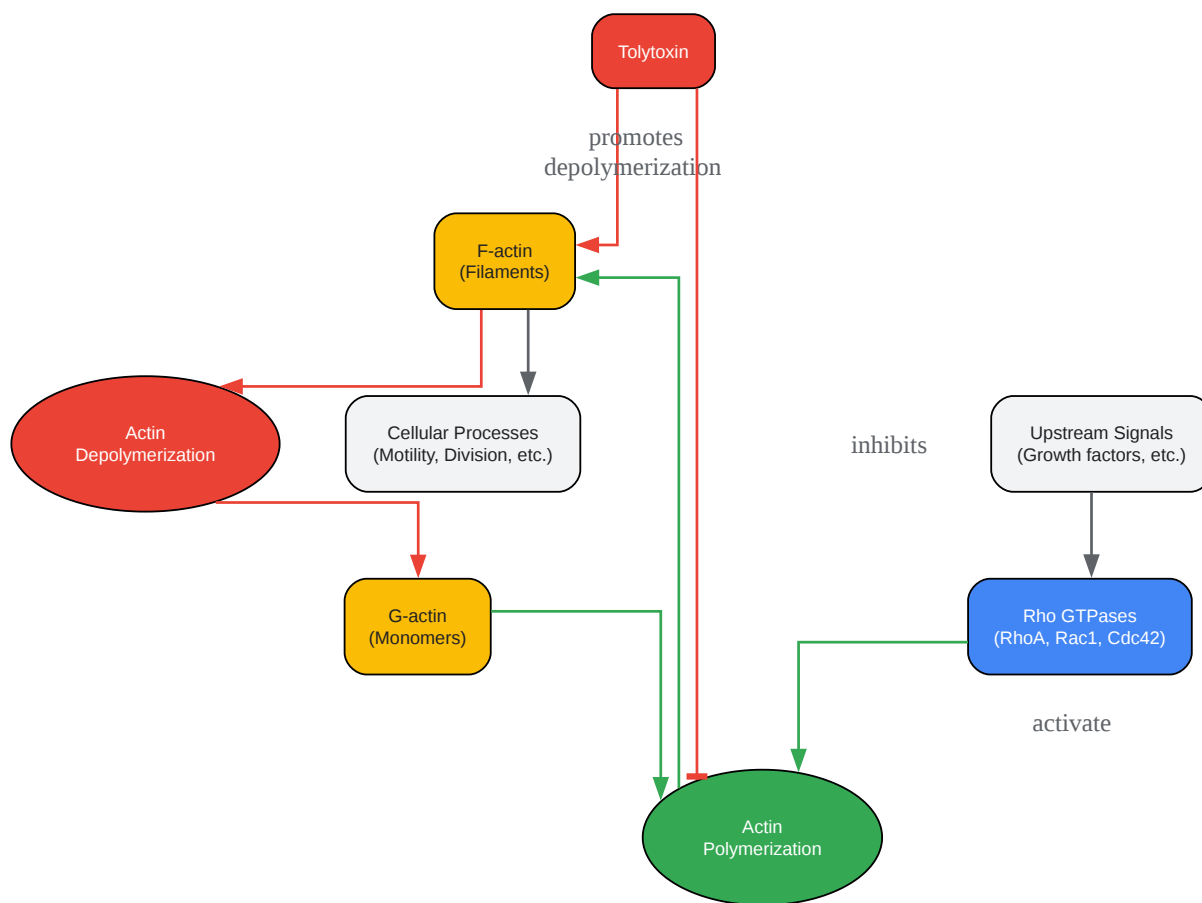 Tolytoxin
promotes
depolymerization
F-actin
(Filaments)
Actin
Depolymerization
Cellular Processes
(Motility, Division, etc.)
inhibits
Upstream Signals
(Growth factors, etc.)
G-actin
(Monomers)
Rho GTPases
(RhoA, Rac1, Cdc42)
activate
Actin
Polymerization